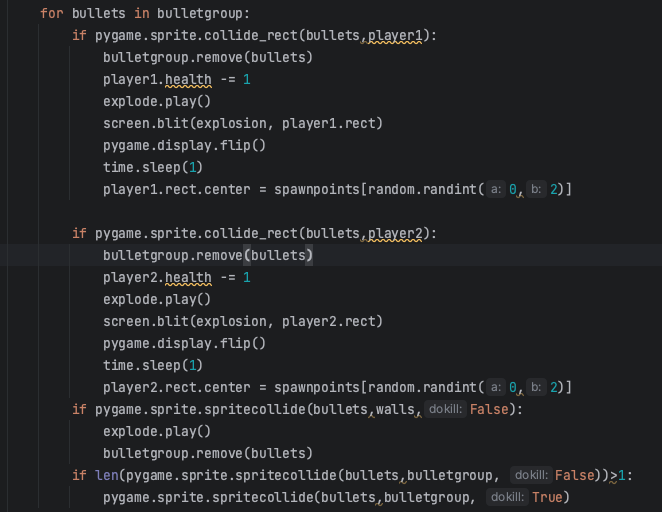 for bullets in bulletgroup:
if pygame.sprite.collide_rect(bullets,player1):
bulletgroup.remove(bullets)
player1.health -= 1
explode.play()
screen.blit(explosion, player1.rect)
pygame.display.flip()
time.sleep(1)
player1.rect.center = spawnpoints[random.randint( a: 0, b: 2)]
if pygame.sprite.collide_rect(bullets,player2):
bulletgroup.remove(bullets)
player2.health -= 1
explode.play()
screen.blit(explosion, player2.rect)
pygame.display.flip()
time.sleep(1)
player2.rect.center = spawnpoints[random.randint( a: 0, b: 2)]
if pygame.sprite.spritecollide(bullets,walls, dokill: False):
explode.play()
bulletgroup.remove(bullets)
if len(pygame.sprite.spritecollide(bullets,bulletgroup, dokill: False))>1:
pygame.sprite.spritecollide(bullets,bulletgroup, dokill: True)